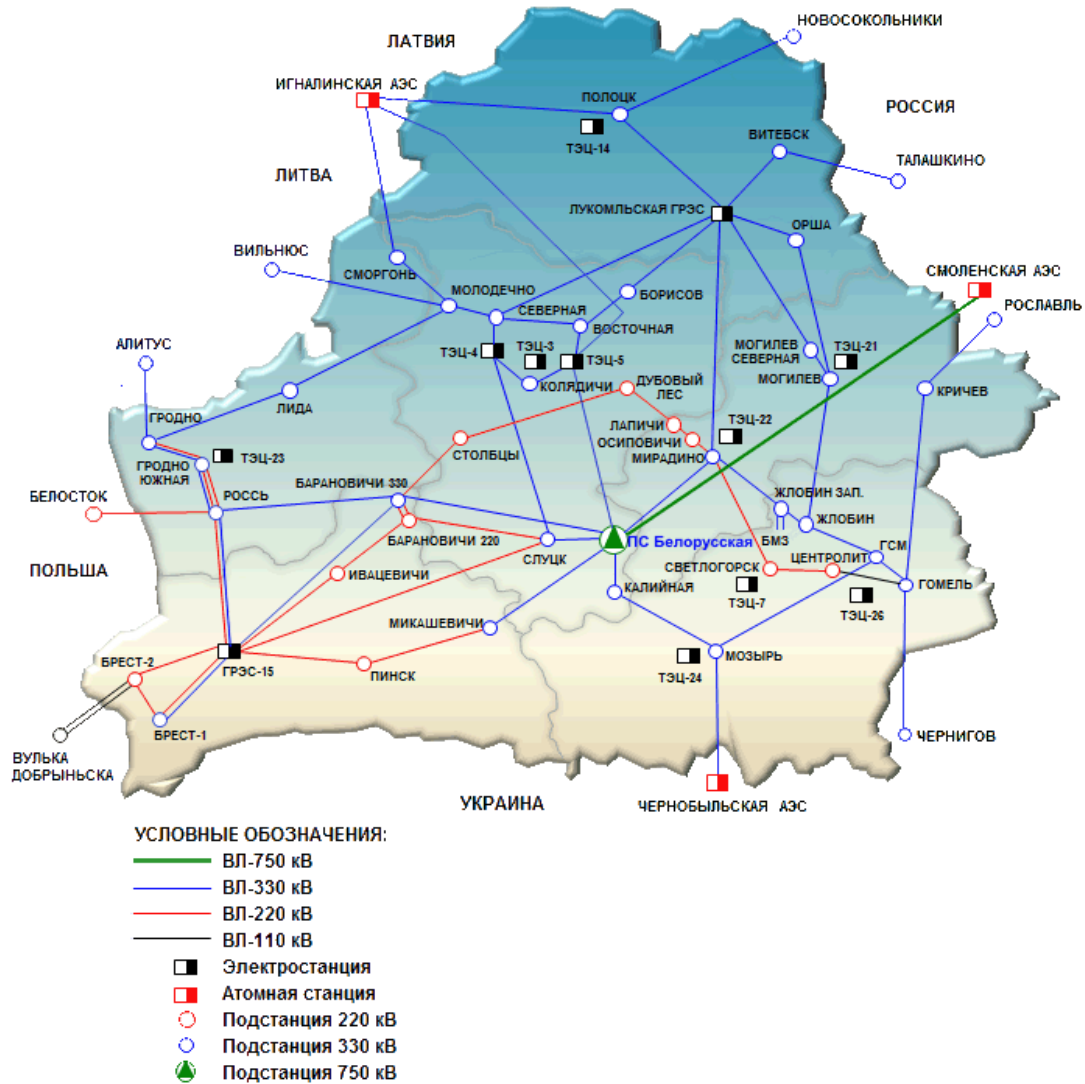 НОВОСОКОЛЬНИКИ
ЛАТВИЯ
ИГНАЛИНСКАЯ АЭС
ПОЛОЦК
РОССИЯ
ТЭЦ-14
ВИТЕБСК
ТАЛАШКИНО
ЛИТВА
ЛУКОМЛЬСКАЯ ГРЭС
ОРША
ВИЛЬНЮС
СМОРГОНЬ
СМОЛЕНСКАЯ АЭС
МОЛОДЕЧНО
БОРИСОВ
РОСЛАВЛЬ
СЕВЕРНАЯ
ВОСТОЧНАЯ
АЛИТУС
ТЭЦ-4
ТЭЦ-3
ТЭЦ-5
МОГИЛЕВ
СЕВЕРНАЯ
ТЭЦ-21
КОЛЯДИЧИ
ДУБОВЫЙ
ЛЕС
МОГИЛЕВ
КРИЧЕВ
ЛИДА
ГРОДНО
ЛАПИЧИ
ТЭЦ-22
ОСИПОВИЧИ
МИРАДИНО
СТОЛБЦЫ
ГРОДНО
ЮЖНАЯ
ТЭЦ-23
БЕЛОСТОК
РОССЬ
БАРАНОВИЧИ 330
ЖЛОБИН ЗАП.
БАРАНОВИЧИ 220
СЛУЦК
ПС Белорусская
БМЗ
ЖЛОБИН
ГСМ
ПОЛЬША
ИВАЦЕВИЧИ
СВЕТЛОГОРСК
ЦЕНТРОЛИТ
ГОМЕЛЬ
КАЛИЙНАЯ
ТЭЦ-7
ТЭЦ-26
МИКАШЕВИЧИ
БРЕСТ-2
ГРЭС-15
ПИНСК
МОЗЫРЬ
ТЭЦ-24
БРЕСТ-1
ЧЕРНИГОВ
ВУЛЬКА
ДОБРЫНЬСКА
УКРАИНА
ЧЕРНОБЫЛЬСКАЯ АЭС
УСЛОВНЫЕ ОБОЗНАЧЕНИЯ:
ВЛ-750 кВ
ВЛ-330 кВ
ВЛ-220 кВ
ВЛ-110 кВ
Электростанция
Атомная станция
Подстанция 220 кВ
Подстанция 330 кВ
Подстанция 750 кВ